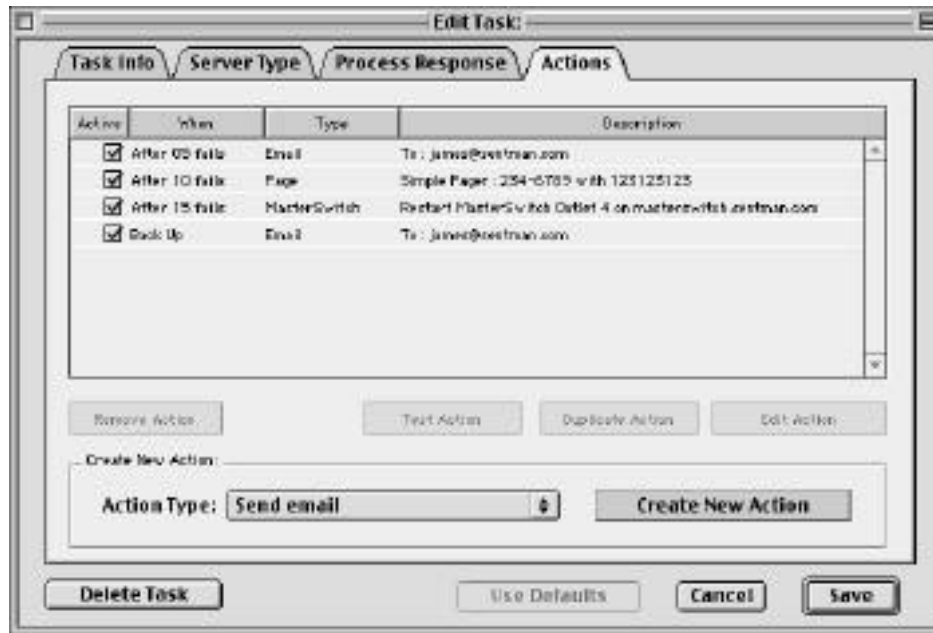 Edit Task:
Task Info Server Type Process Response Actions
Active When Type Description
After 05 fails Email To : james@sentman.com
After 10 fails Page Simple Pager : 234-6789 with 123123123
After 15 fails MasterSwitch Restart MasterSwitch Outlet 4 on masterswitch.sentman.com
Back Up Email To : james@sentman.com
Remove Action Test Action Duplicate Action Edit Action
Create New Action:
Action Type: Send email Create New Action
Delete Task Use Defaults Cancel Save